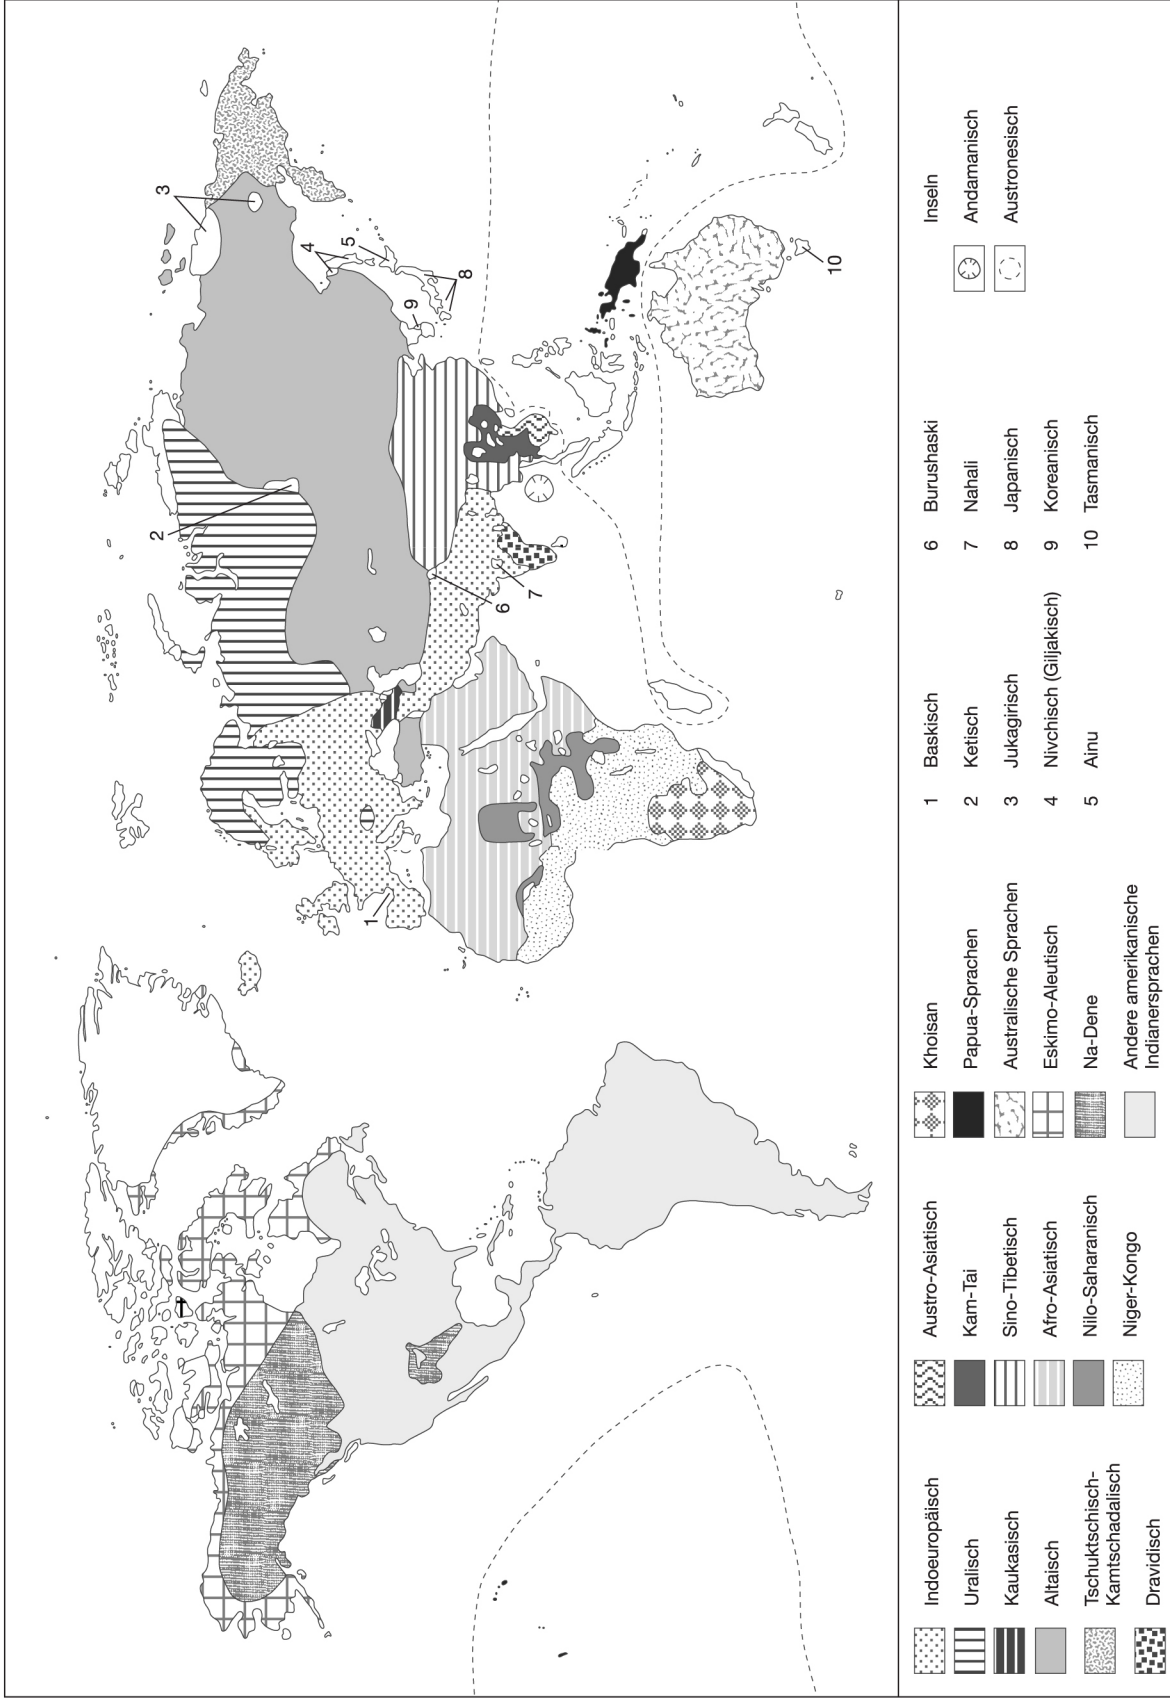 3
2
4
5
9
8
1
6
7
10
Indoeuropäisch
Uralisch
Kaukasisch
Altaisch
Tschuktschisch-
Kamtschadalisch
Dravidisch
Austro-Asiatisch
Kam-Tai
Sino-Tibetisch
Afro-Asiatisch
Nilo-Saharanisch
Niger-Kongo
Khoisan
Papua-Sprachen
Australische Sprachen
Eskimo-Aleutisch
Na-Dene
Andere amerikanische
Indianersprachen
1 Baskisch
2 Ketisch
3 Jukagirisch
4 Nivchisch (Giljakisch)
5 Ainu
6 Burushaski
7 Nahali
8 Japanisch
9 Koreanisch
10 Tasmanisch
Inseln
Andamanisch
Austronesisch